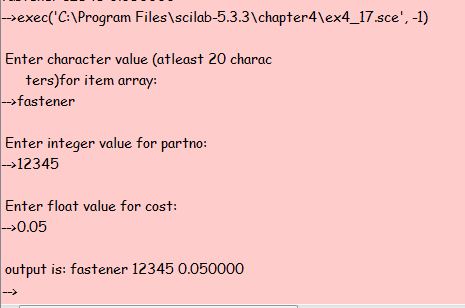 -->exec('C:\Program Files\scilab-5.3.3\chapter4\ex4_17.sce', -1)
Enter character value (atleast 20 charac
ters)for item array:
-->fastener
Enter integer value for partno:
-->12345
Enter float value for cost:
-->0.05
output is: fastener 12345 0.050000
-->